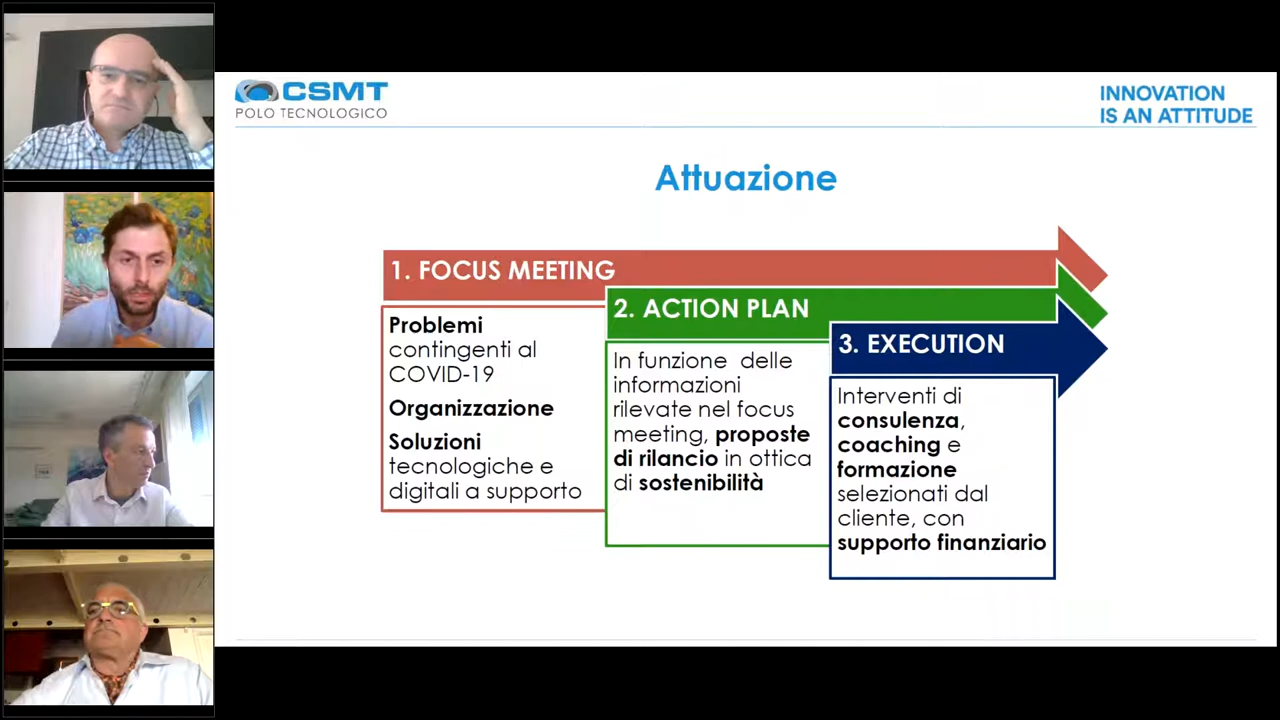 CSMT
POLO TECNOLOGICO
INNOVATION
IS AN ATTITUDE
Attuazione
1. FOCUS MEETING
Problemi
contingenti al
COVID-19
Organizzazione
Soluzioni
tecnologiche e
digitali a supporto
2. ACTION PLAN
In funzione delle
informazioni
rilevate nel focus
meeting, proposte
di rilancio in ottica
di sostenibilità
3. EXECUTION
Interventi di
consulenza,
coaching e
formazione
selezionati dal
cliente, con
supporto finanziario